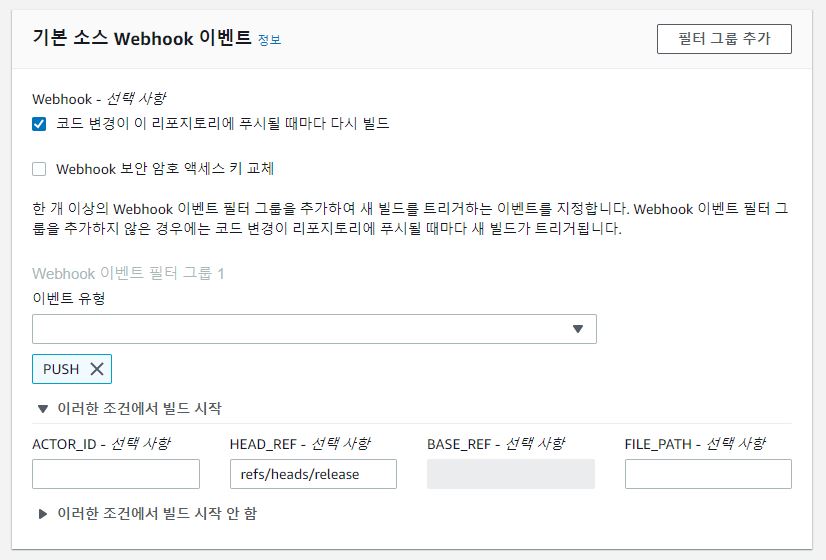 기본 소스 Webhook 이벤트 정보
필터 그룹 추가
Webhook - 선택 사항
코드 변경이 이 리포지토리에 푸시될 때마다 다시 빌드
Webhook 보안 암호 액세스 키 교체
한 개 이상의 Webhook 이벤트 필터 그룹을 추가하여 새 빌드를 트리거하는 이벤트를 지정합니다. Webhook 이벤트 필터 그
룹을 추가하지 않은 경우에는 코드 변경이 리포지토리에 푸시될 때마다 새 빌드가 트리거됩니다.
Webhook 이벤트 필터 그룹 1
이벤트 유형
PUSH
이러한 조건에서 빌드 시작
ACTOR_ID - 선택 사항 HEAD_REF - 선택 사항 BASE_REF - 선택 사항 FILE_PATH - 선택 사항
refs/heads/release
이러한 조건에서 빌드 시작 안 함